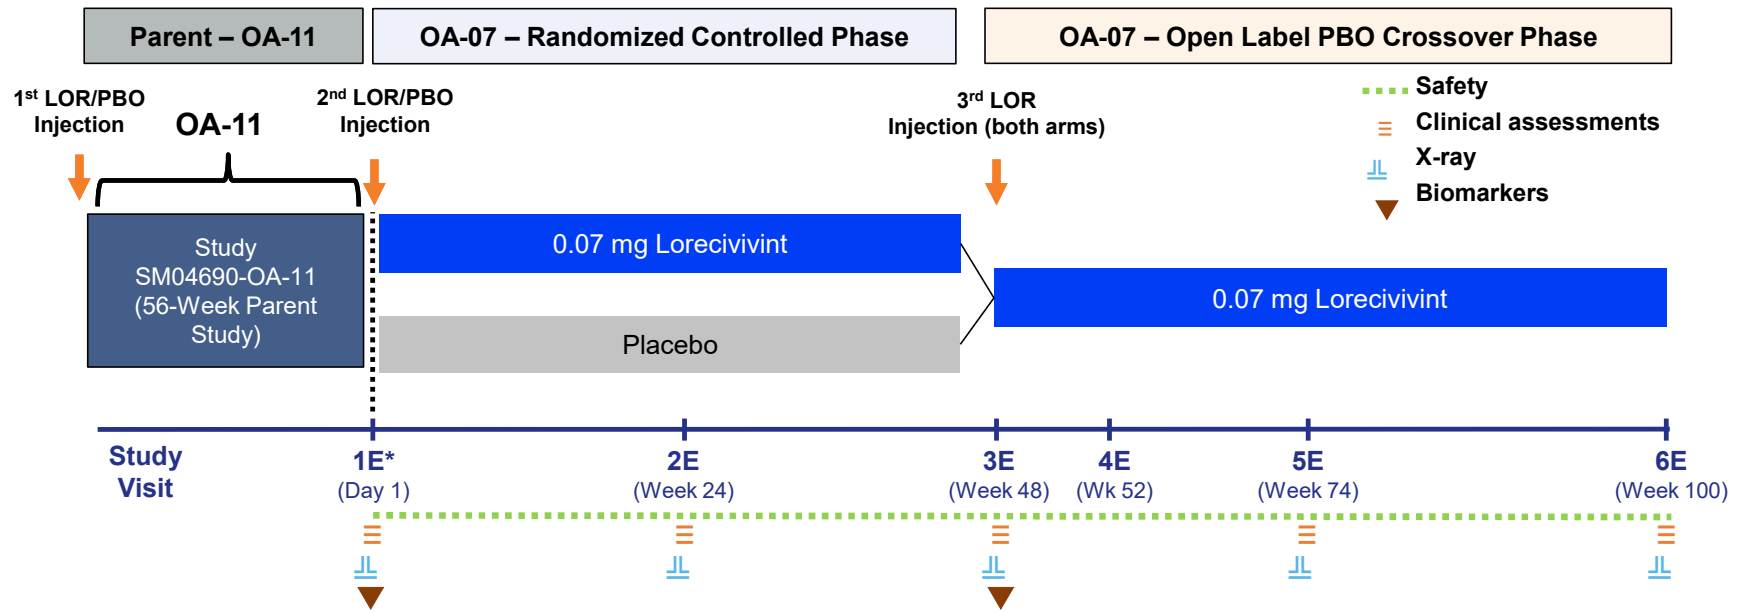 Parent – OA-11
OA-07 – Randomized Controlled Phase
OA-07 – Open Label PBO Crossover Phase
1st LOR/PBO
Injection
OA-11
2nd LOR/PBO
Injection
3rd LOR
Injection (both arms)
Safety
Clinical assessments
X-ray
Biomarkers
Study
SM04690-OA-11
(56-Week Parent
Study)
0.07 mg Lorecivivint
Placebo
0.07 mg Lorecivivint
Study
Visit
1E*
(Day 1)
2E
(Week 24)
3E
(Week 48)
4E
(Wk 52)
5E
(Week 74)
6E
(Week 100)